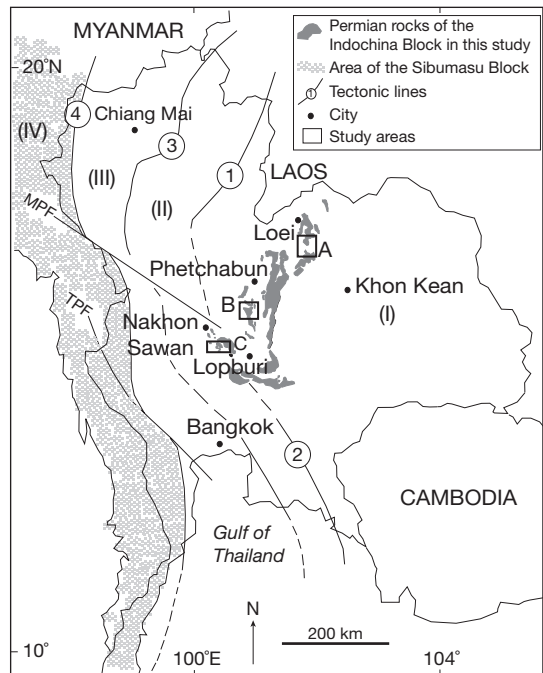 MYANMAR
Permian rocks of the
Indochina Block in this study
Area of the Sibumasu Block
① Tectonic lines
City
Study areas
20°N
④
Chiang Mai
(IV)
③
(III)
①
LAOS
(II)
MPF
Loei
A
Phetchabun
Khon Kean
TPF
B
(I)
Nakhon
Sawan
C
Lopburi
Bangkok
②
CAMBODIA
Gulf of
Thailand
N
200 km
10°
100°E
104°